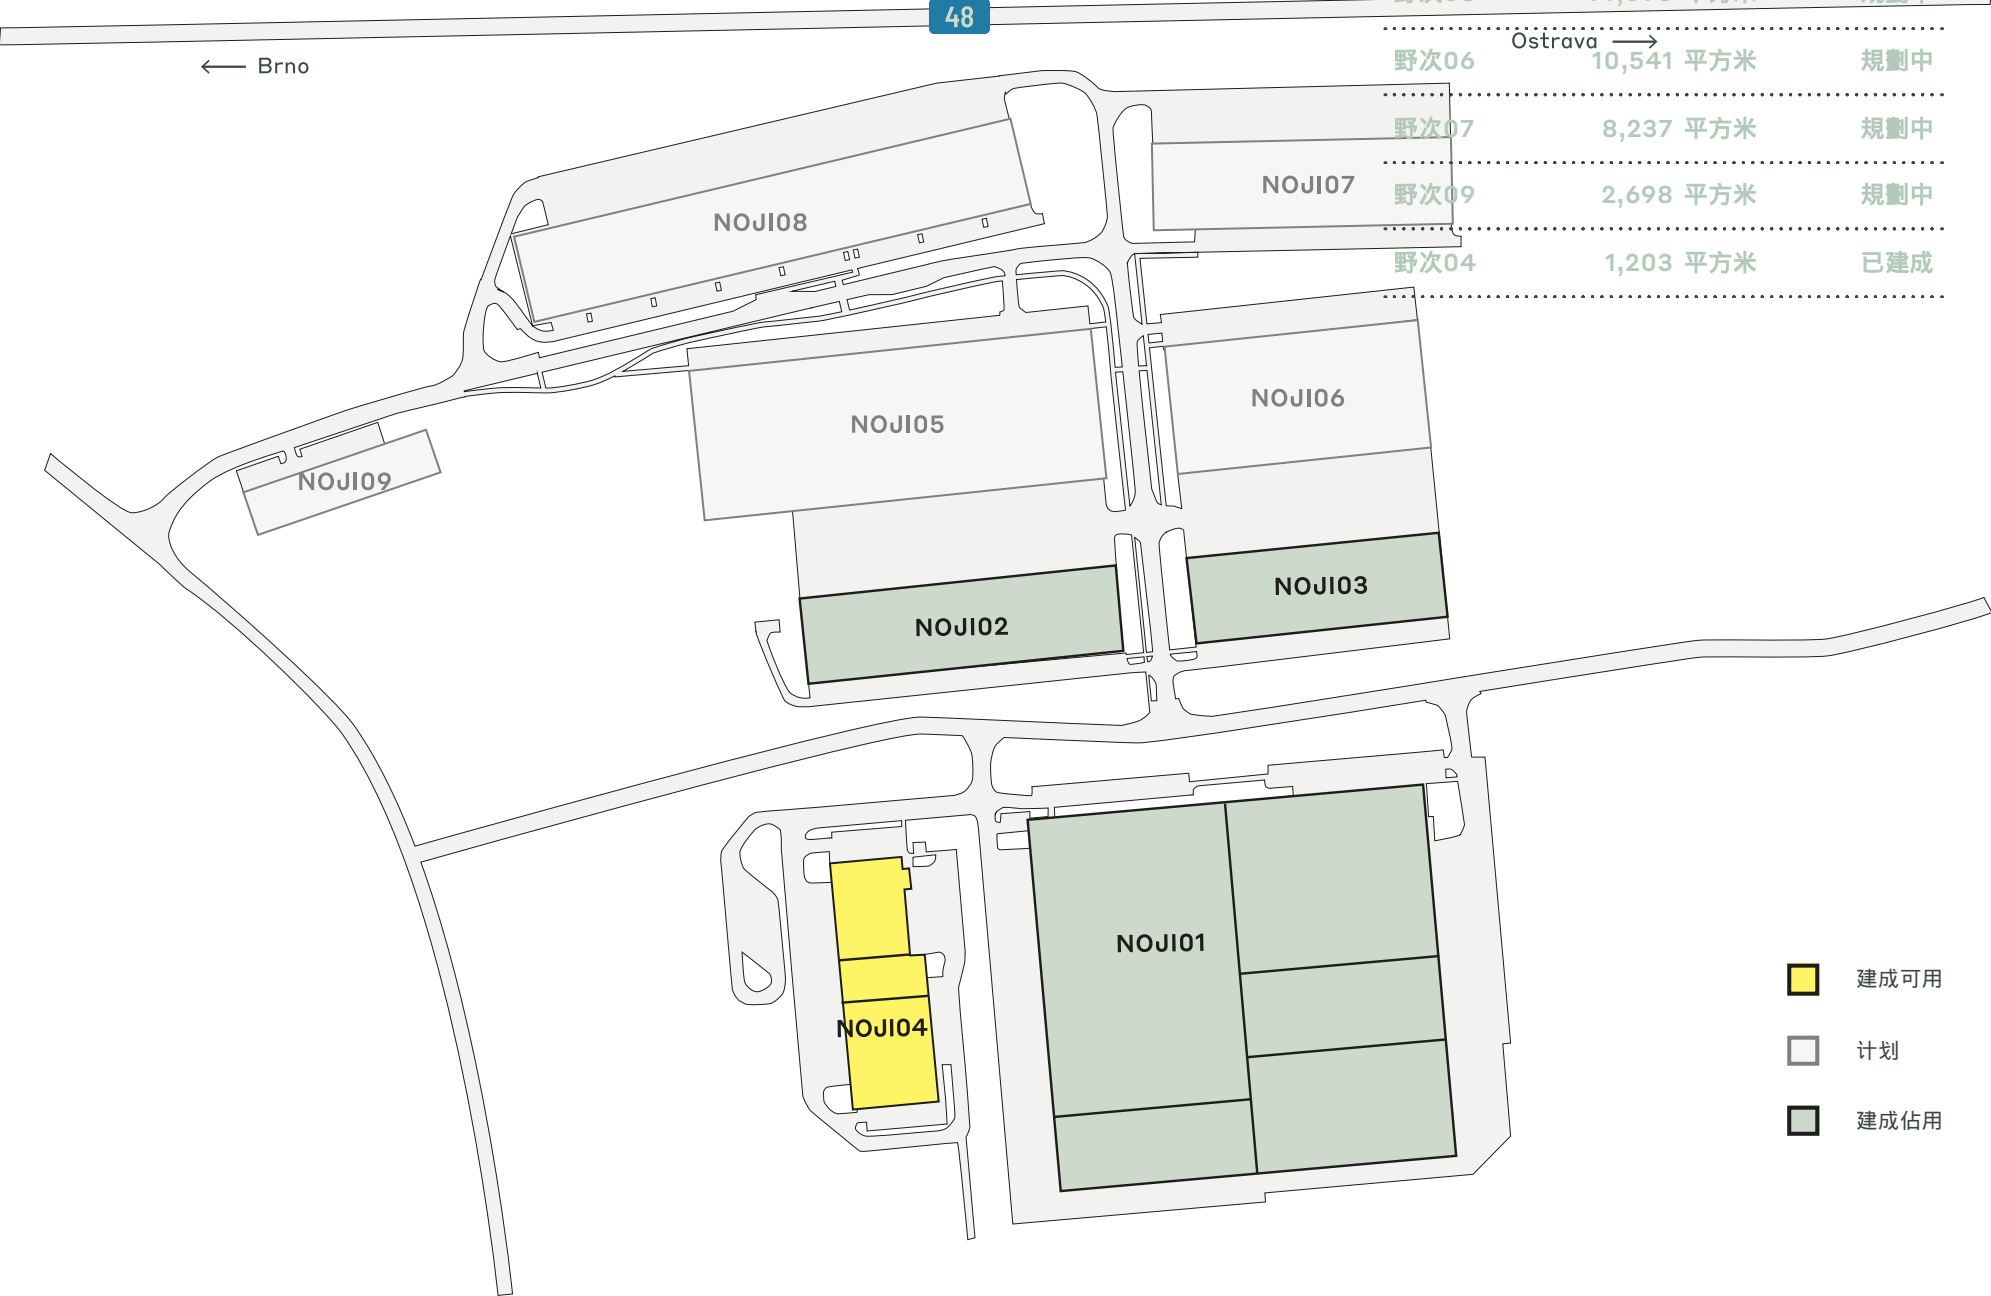 48
Ostrava
Brno
野次06 10,541 平方米 規劃中
野次07 8,237 平方米 規劃中
野次09 2,698 平方米 規劃中
野次04 1,203 平方米 已建成
NOJI08
NOJI07
NOJI05
NOJI06
NOJI09
NOJI02
NOJI03
NOJI01
NOJI04
建成可用
计划
建成佔用